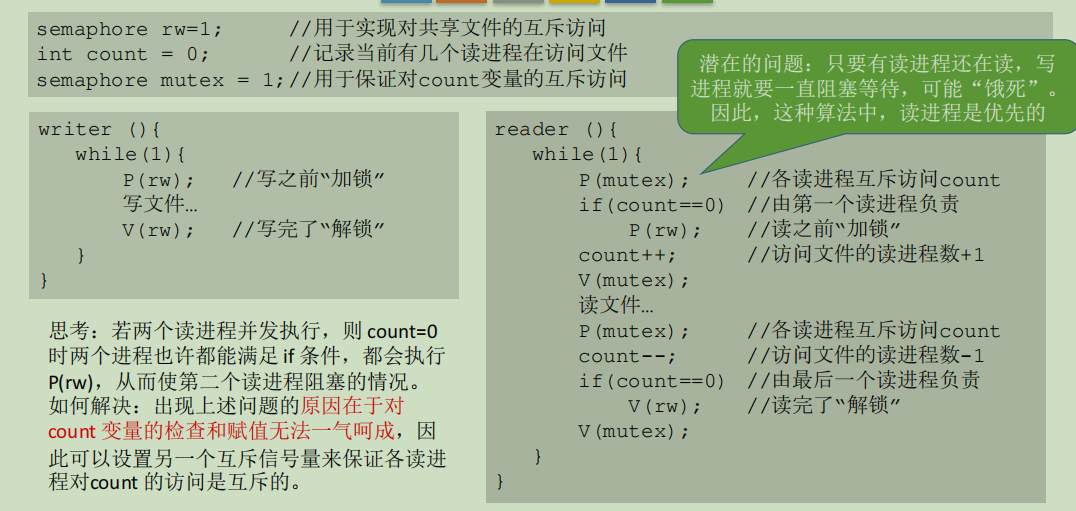 semaphore rw=1; //用于实现对共享文件的互斥访问
int count = 0; //记录当前有几个读进程在访问文件
semaphore mutex = 1;//用于保证对count变量的互斥访问
潜在的问题：只要有读进程还在读，写
进程就要一直阻塞等待，可能“饿死”。
因此，这种算法中，读进程是优先的
writer (){
while(1){
P(rw); //写之前“加锁”
写文件…
V(rw); //写完了“解锁”
}
}
思考：若两个读进程并发执行，则 count=0
时两个进程也许都能满足 if 条件，都会执行
P(rw)，从而使第二个读进程阻塞的情况。
如何解决：出现上述问题的原因在于对
count 变量的检查和赋值无法一气呵成，因
此可以设置另一个互斥信号量来保证各读进
程对count 的访问是互斥的。
reader (){
while(1){
P(mutex); //各读进程互斥访问count
if(count==0) //由第一个读进程负责
P(rw); //读之前“加锁”
count++; //访问文件的读进程数+1
V(mutex);
读文件…
P(mutex); //各读进程互斥访问count
count--; //访问文件的读进程数-1
if(count==0) //由最后一个读进程负责
V(rw); //读完了“解锁”
V(mutex);
}
}